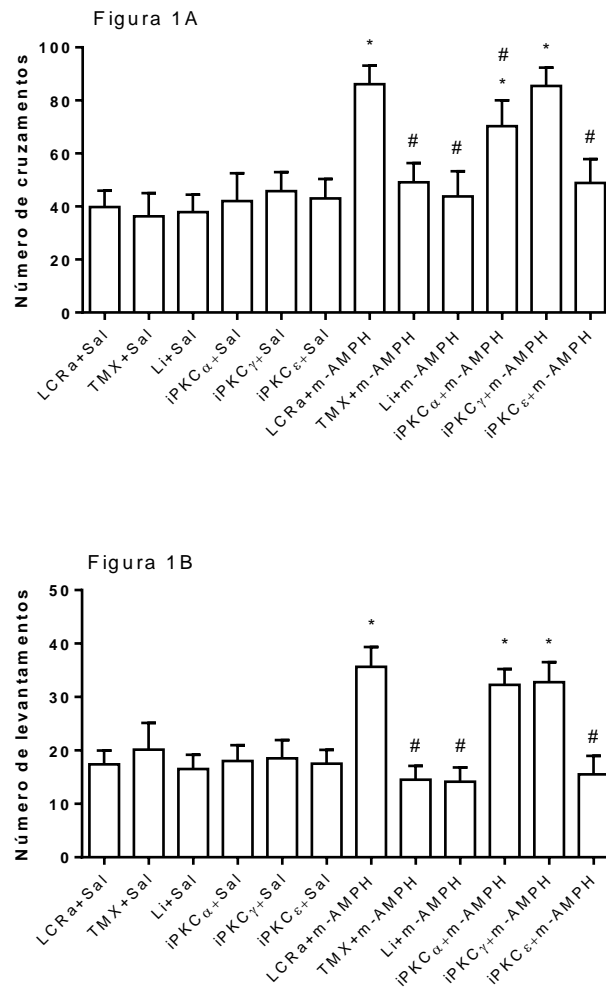 Figura 1A
Número de cruzamentos
100
80
60
40
20
0
*
#
#
#
*
*
#
LCRa+Sal
TMX+Sal
Li+Sal
iPKCα+Sal
iPKCγ+Sal
iPKCε+Sal
LCRa+m-AMPH
TMX+m-AMPH
Li+m-AMPH
iPKCα+m-AMPH
iPKCγ+m-AMPH
iPKCε+m-AMPH
Figura 1B
Número de levantamentos
50
40
30
20
10
0
*
#
#
*
*
#
LCRa+Sal
TMX+Sal
Li+Sal
iPKCα+Sal
iPKCγ+Sal
iPKCε+Sal
LCRa+m-AMPH
TMX+m-AMPH
Li+m-AMPH
iPKCα+m-AMPH
iPKCγ+m-AMPH
iPKCε+m-AMPH